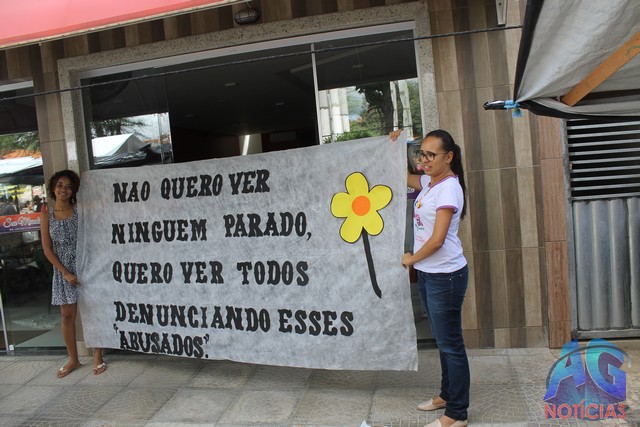 NAO QUERO VER
NINGUEM PARADO,
QUERO VER TODOS
DENUNCIANDO ESSES
"ABUSADOS".
AG
NOTÍCIAS